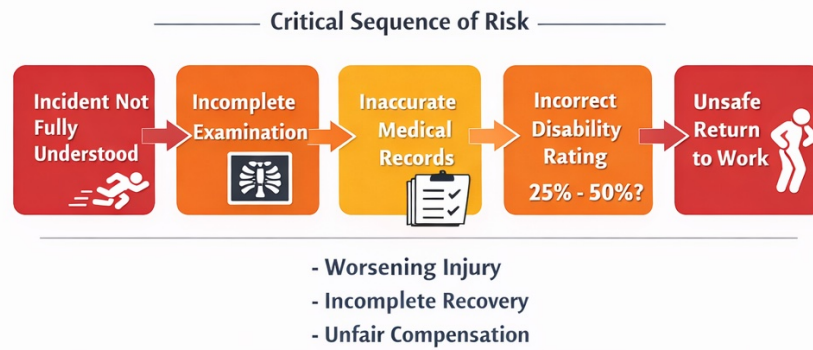 Critical Sequence of Risk
Incident Not
Fully
Understood
Incomplete
Examination
Inaccurate
Medical
Records
Incorrect
Disability
Rating
25% - 50%?
Unsafe
Return
to Work
- Worsening Injury
- Incomplete Recovery
- Unfair Compensation